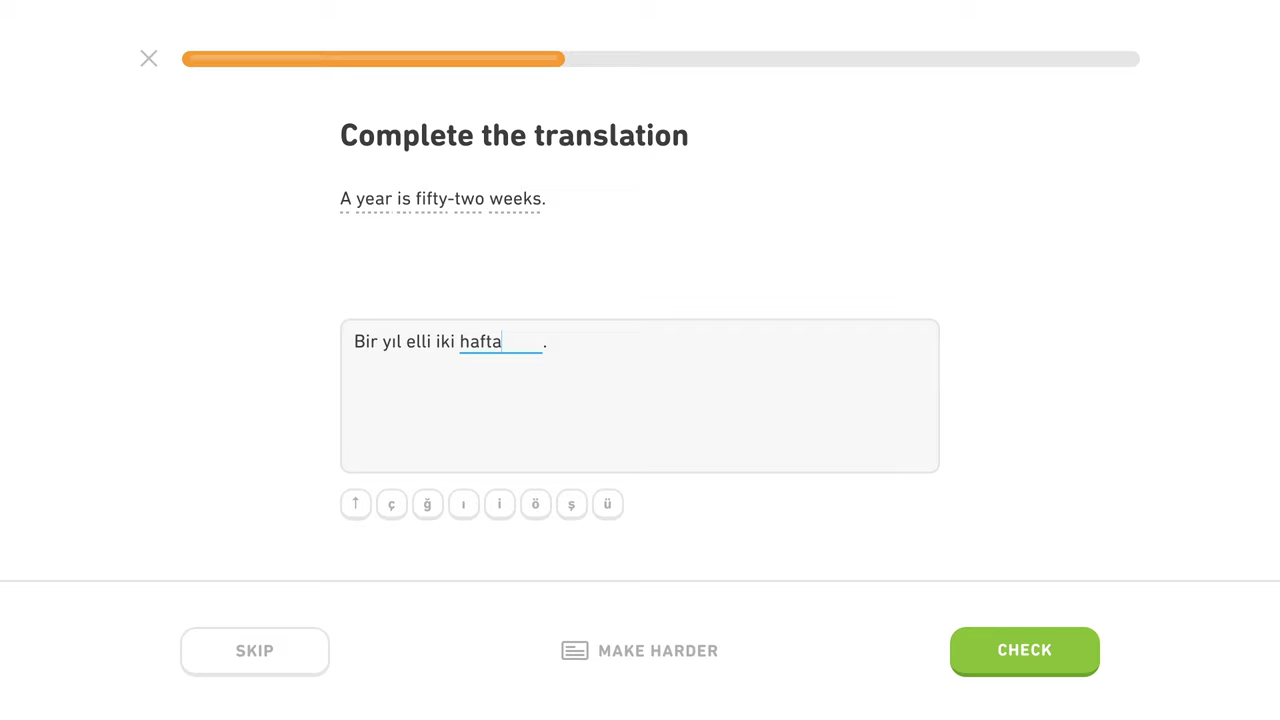 Complete the translation
A year is fifty-two weeks.
Bir yıl elli iki hafta .
↑ ç ğ ı i ö ş ü
SKIP
MAKE HARDER
CHECK